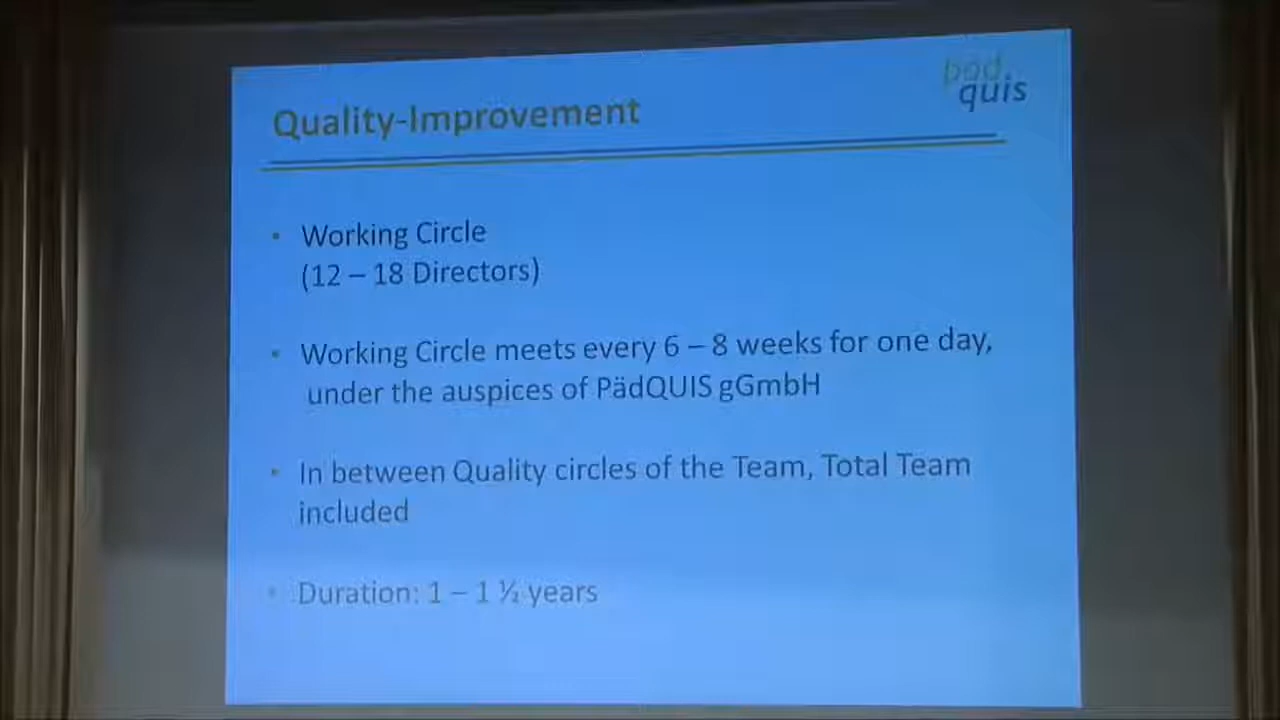 päd
quis
Quality-Improvement
• Working Circle
(12 – 18 Directors)
• Working Circle meets every 6 – 8 weeks for one day,
under the auspices of PädQUIS gGmbH
• In between Quality circles of the Team, Total Team
included
• Duration: 1 – 1 ½ years